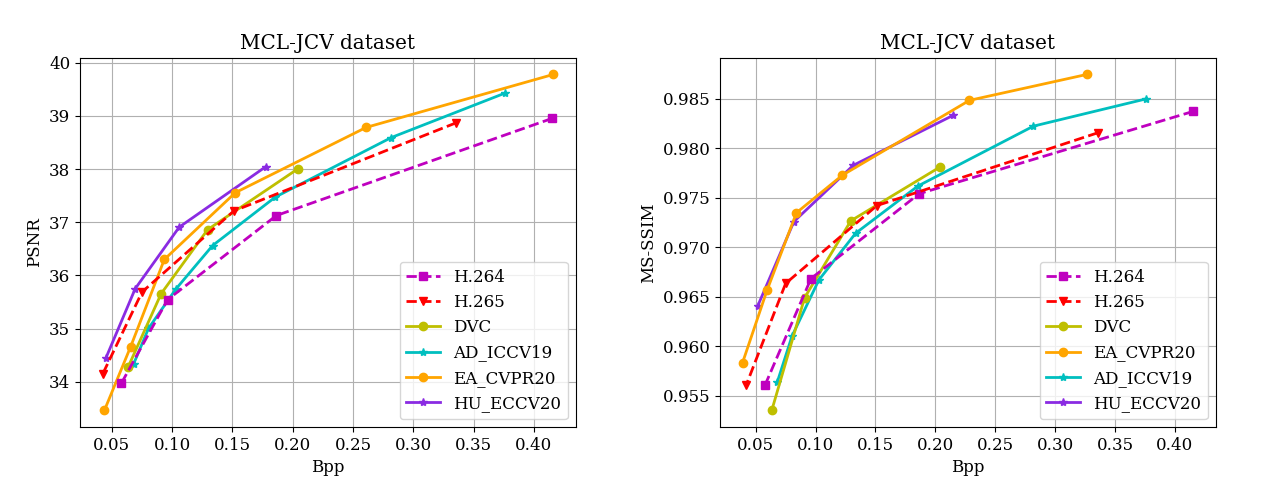 MCL-JCV dataset
40
39
38
37
36
35
34
PSNR
0.05 0.10 0.15 0.20 0.25 0.30 0.35 0.40
Bpp
H.264
H.265
DVC
AD_ICCV19
EA_CVPR20
HU_ECCV20
MCL-JCV dataset
0.985
0.980
0.975
0.970
0.965
0.960
0.955
MS-SSIM
0.05 0.10 0.15 0.20 0.25 0.30 0.35 0.40
Bpp
H.264
H.265
DVC
EA_CVPR20
AD_ICCV19
HU_ECCV20